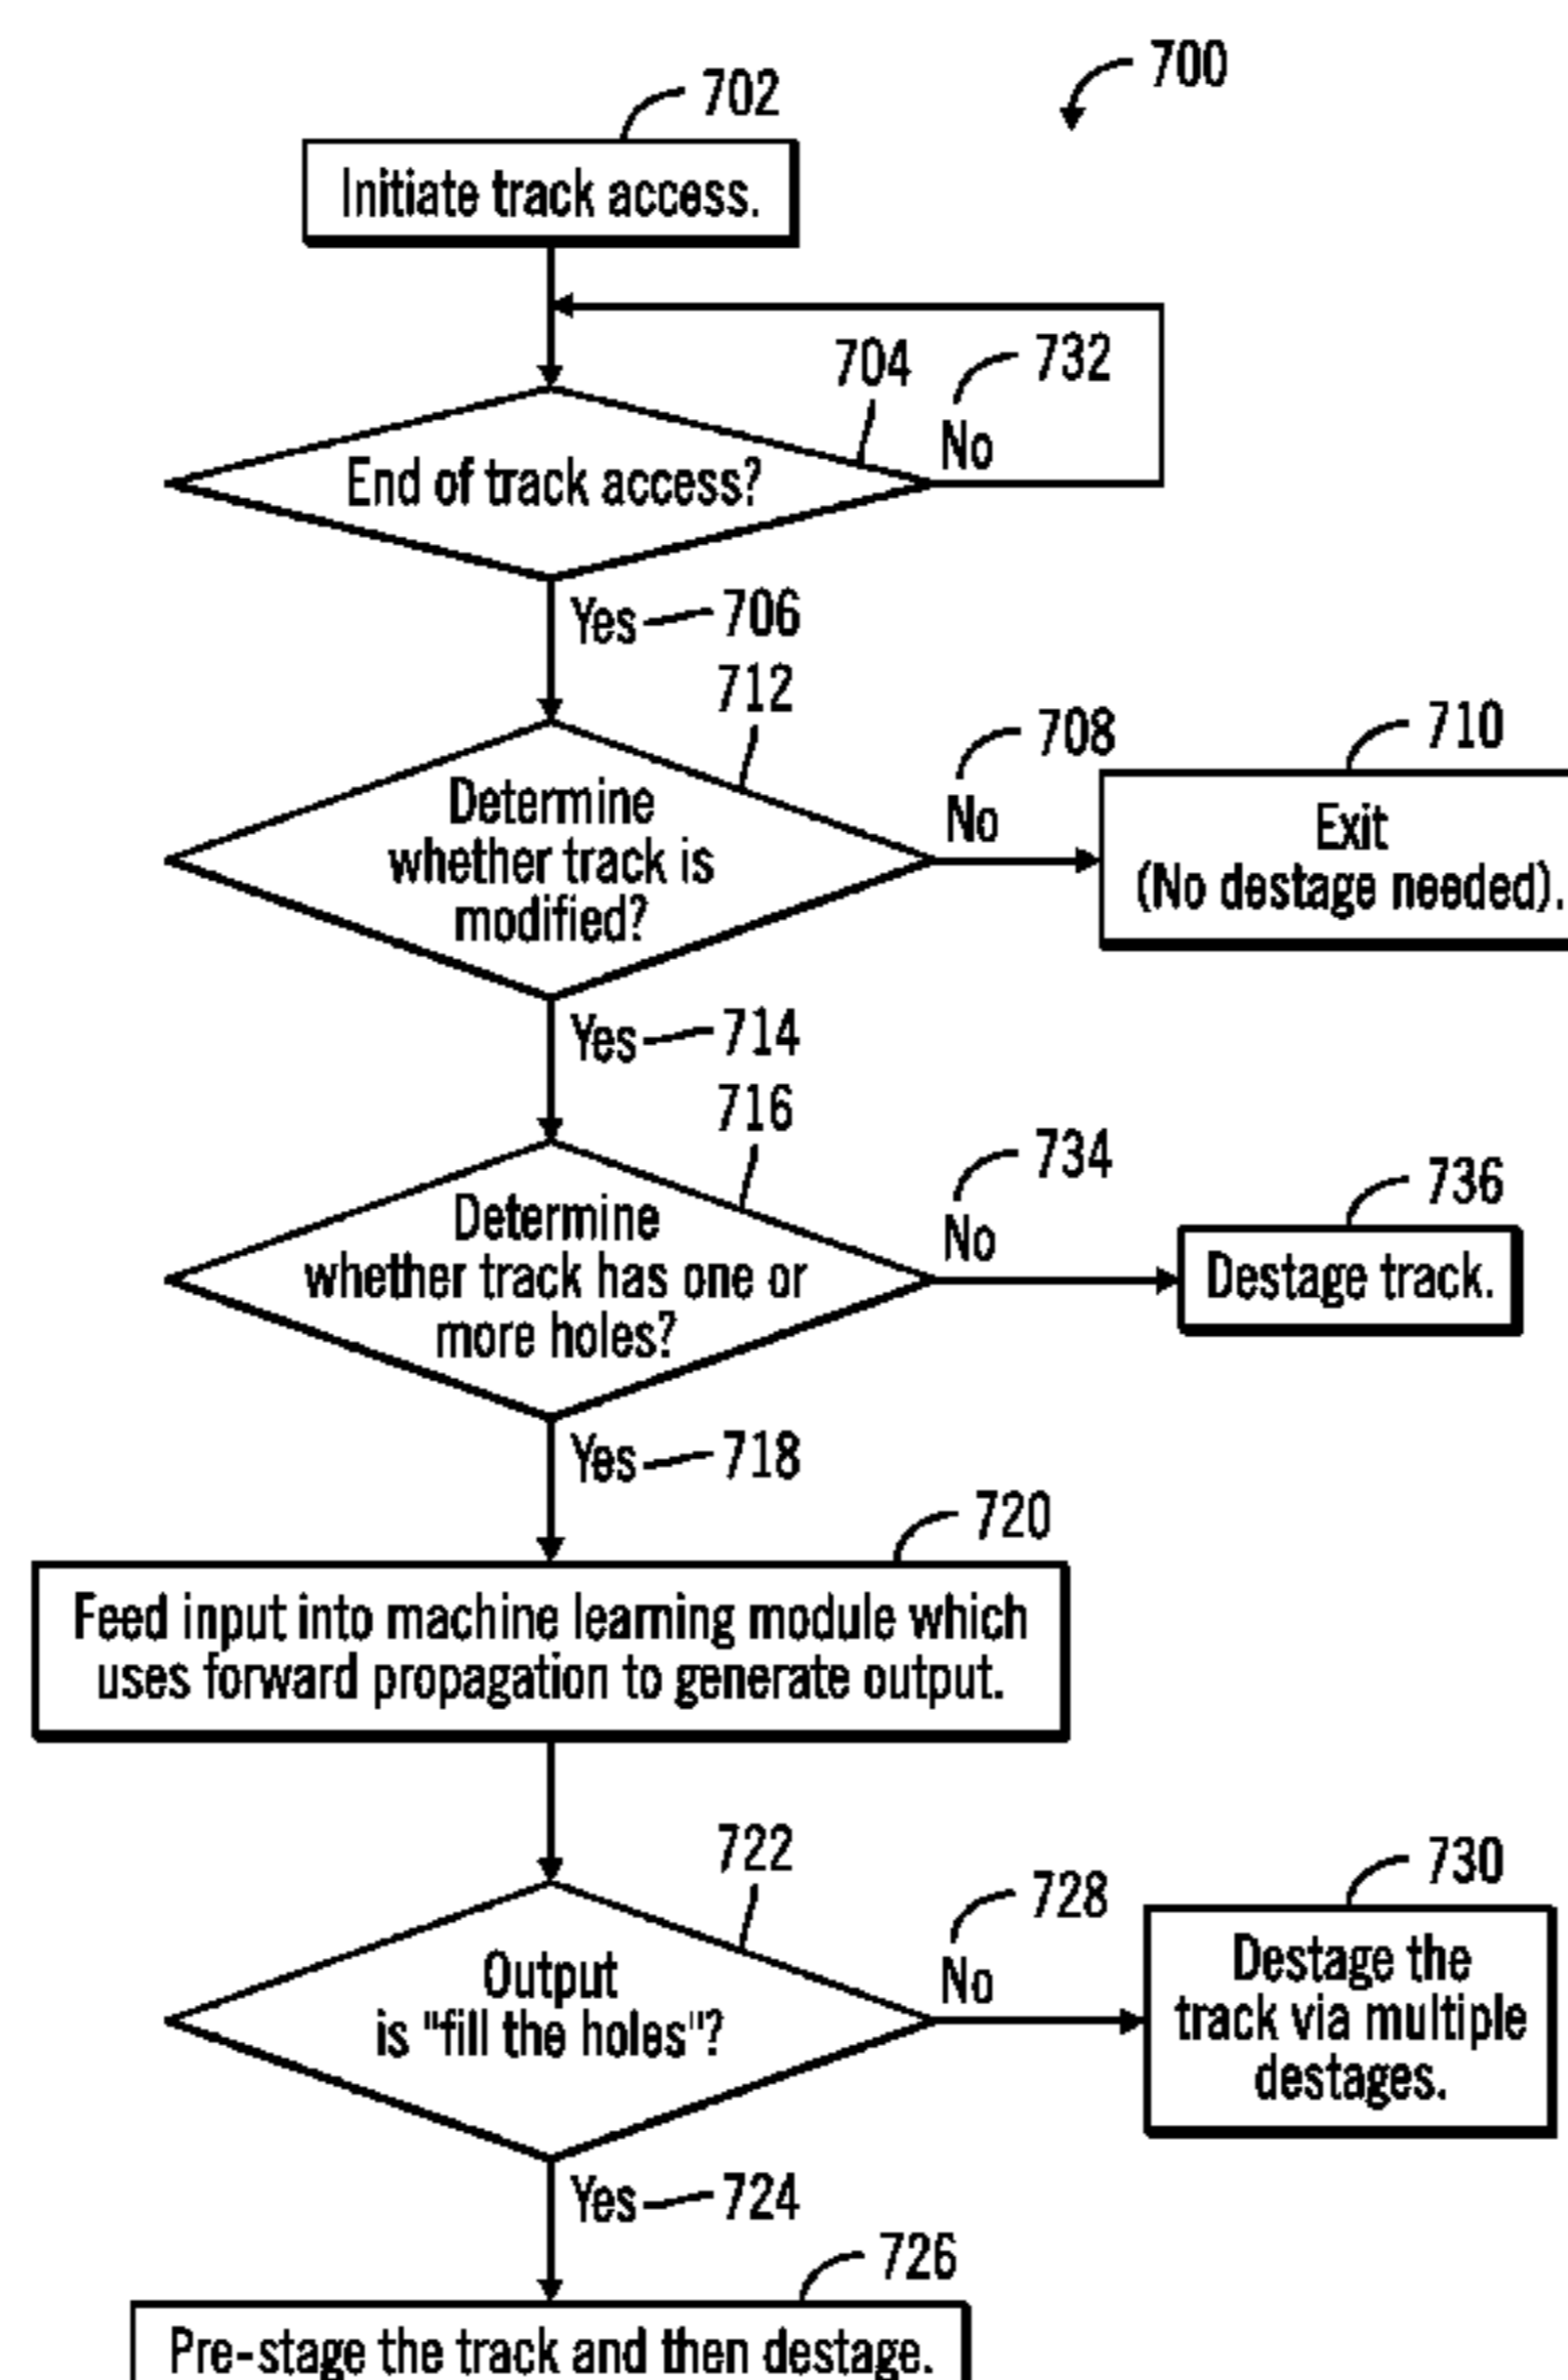 700
702
Initiate track access.
704
732
No
End of track access?
Yes
706
712
708
710
Determine
whether track is
modified?
No
Exit
(No destage needed).
Yes
714
716
734
736
Determine
whether track has one or
more holes?
No
Destage track.
Yes
718
720
Feed input into machine learning module which
uses forward propagation to generate output.
722
728
730
Output
is "fill the holes"?
No
Destage the
track via multiple
destages.
Yes
724
726
Pre-stage the track and then destage.